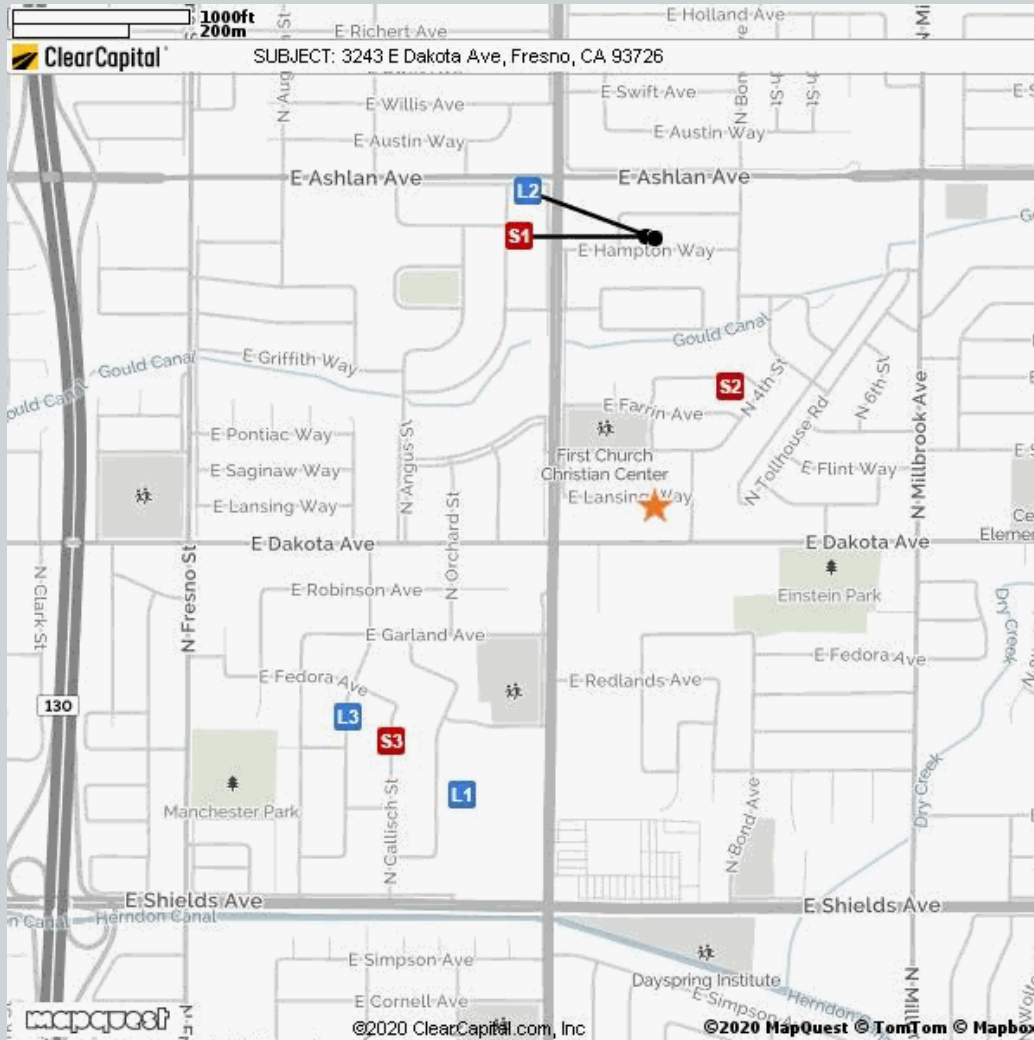 1000ft
200m
ClearCapital
SUBJECT: 3243 E Dakota Ave, Fresno, CA 93726
E Holland Ave
E Richert Ave
E Willis Ave
E Swift Ave
E Austin Way
E Austin Way
E Ashlan Ave
E Ashlan Ave
L2
S1
E Hampton Way
Gould Canal
Gould Canal
E Griffith Way
S2
N 4th St
N 6th St
E Farrin Ave
N Millbrook Ave
N Tollhouse Rd
E Pontiac Way
N Angus St
First Church
Christian Center
E Saginaw Way
E Flint Way
E Lansing Way
E Lansing Way
N Orchard St
E Dakota Ave
E Dakota Ave
N Clark St
N Fresno St
E Robinson Ave
Einstein Park
Dry Creek
E Garland Ave
E Fedora Ave
E Fedora Ave
E Redlands Ave
130
L3
S3
L1
Manchester Park
N Callisch St
N Bond Ave
Dry Creek
E Shields Ave
E Shields Ave
Herndon Canal
E Simpson Ave
Dayspring Institute
E Cornell Ave
E Simpson Av
Herndon
mapquest
©2020 ClearCapital.com, Inc
©2020 MapQuest © TomTom © Mapbox